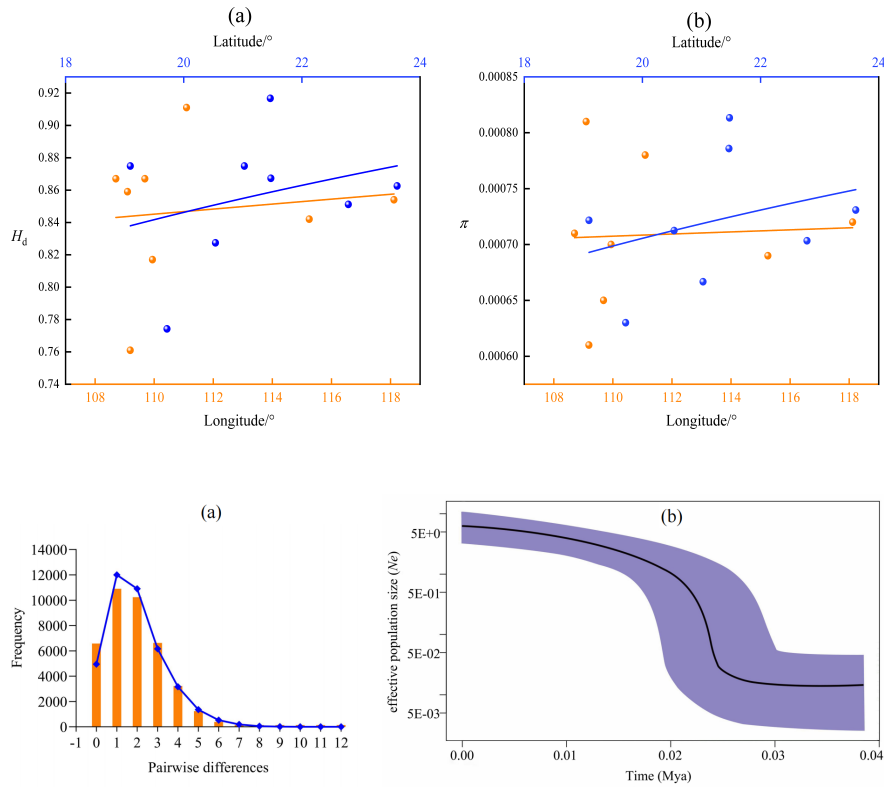 (a)
Latitude/°
18 20 22 24
0.92
0.90
0.88
0.86
0.84
0.82
0.80
0.78
0.76
0.74
Hd
108 110 112 114 116 118
Longitude/°
(b)
Latitude/°
18 20 22 24
0.00085
0.00080
0.00075
0.00070
0.00065
0.00060
π
108 110 112 114 116 118
Longitude/°
(a)
14000
12000
10000
8000
6000
4000
2000
0
Frequency
-1 0 1 2 3 4 5 6 7 8 9 10 11 12
Pairwise differences
(b)
5E+0
5E-01
5E-02
5E-03
effective population size (Ne)
0.00 0.01 0.02 0.03 0.04
Time (Mya)